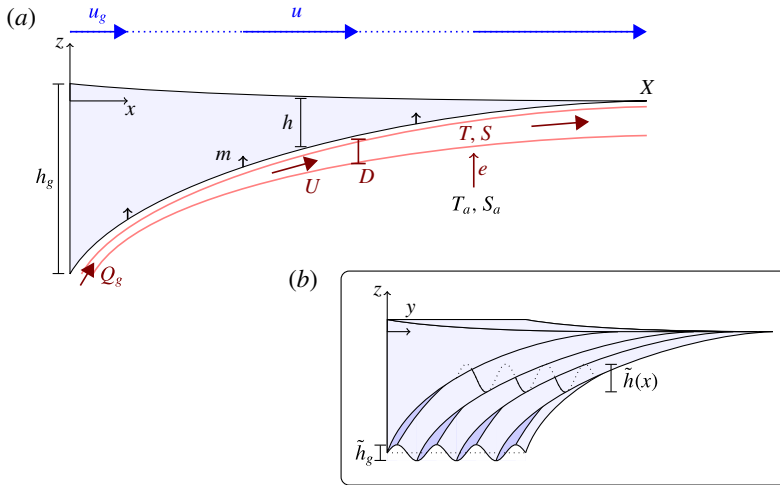 (a)
u_g
u
z
x
X
h
T, S
m
h_g
U
D
e
T_a, S_a
Q_g
(b)
z
y
h̃(x)
h̃_g